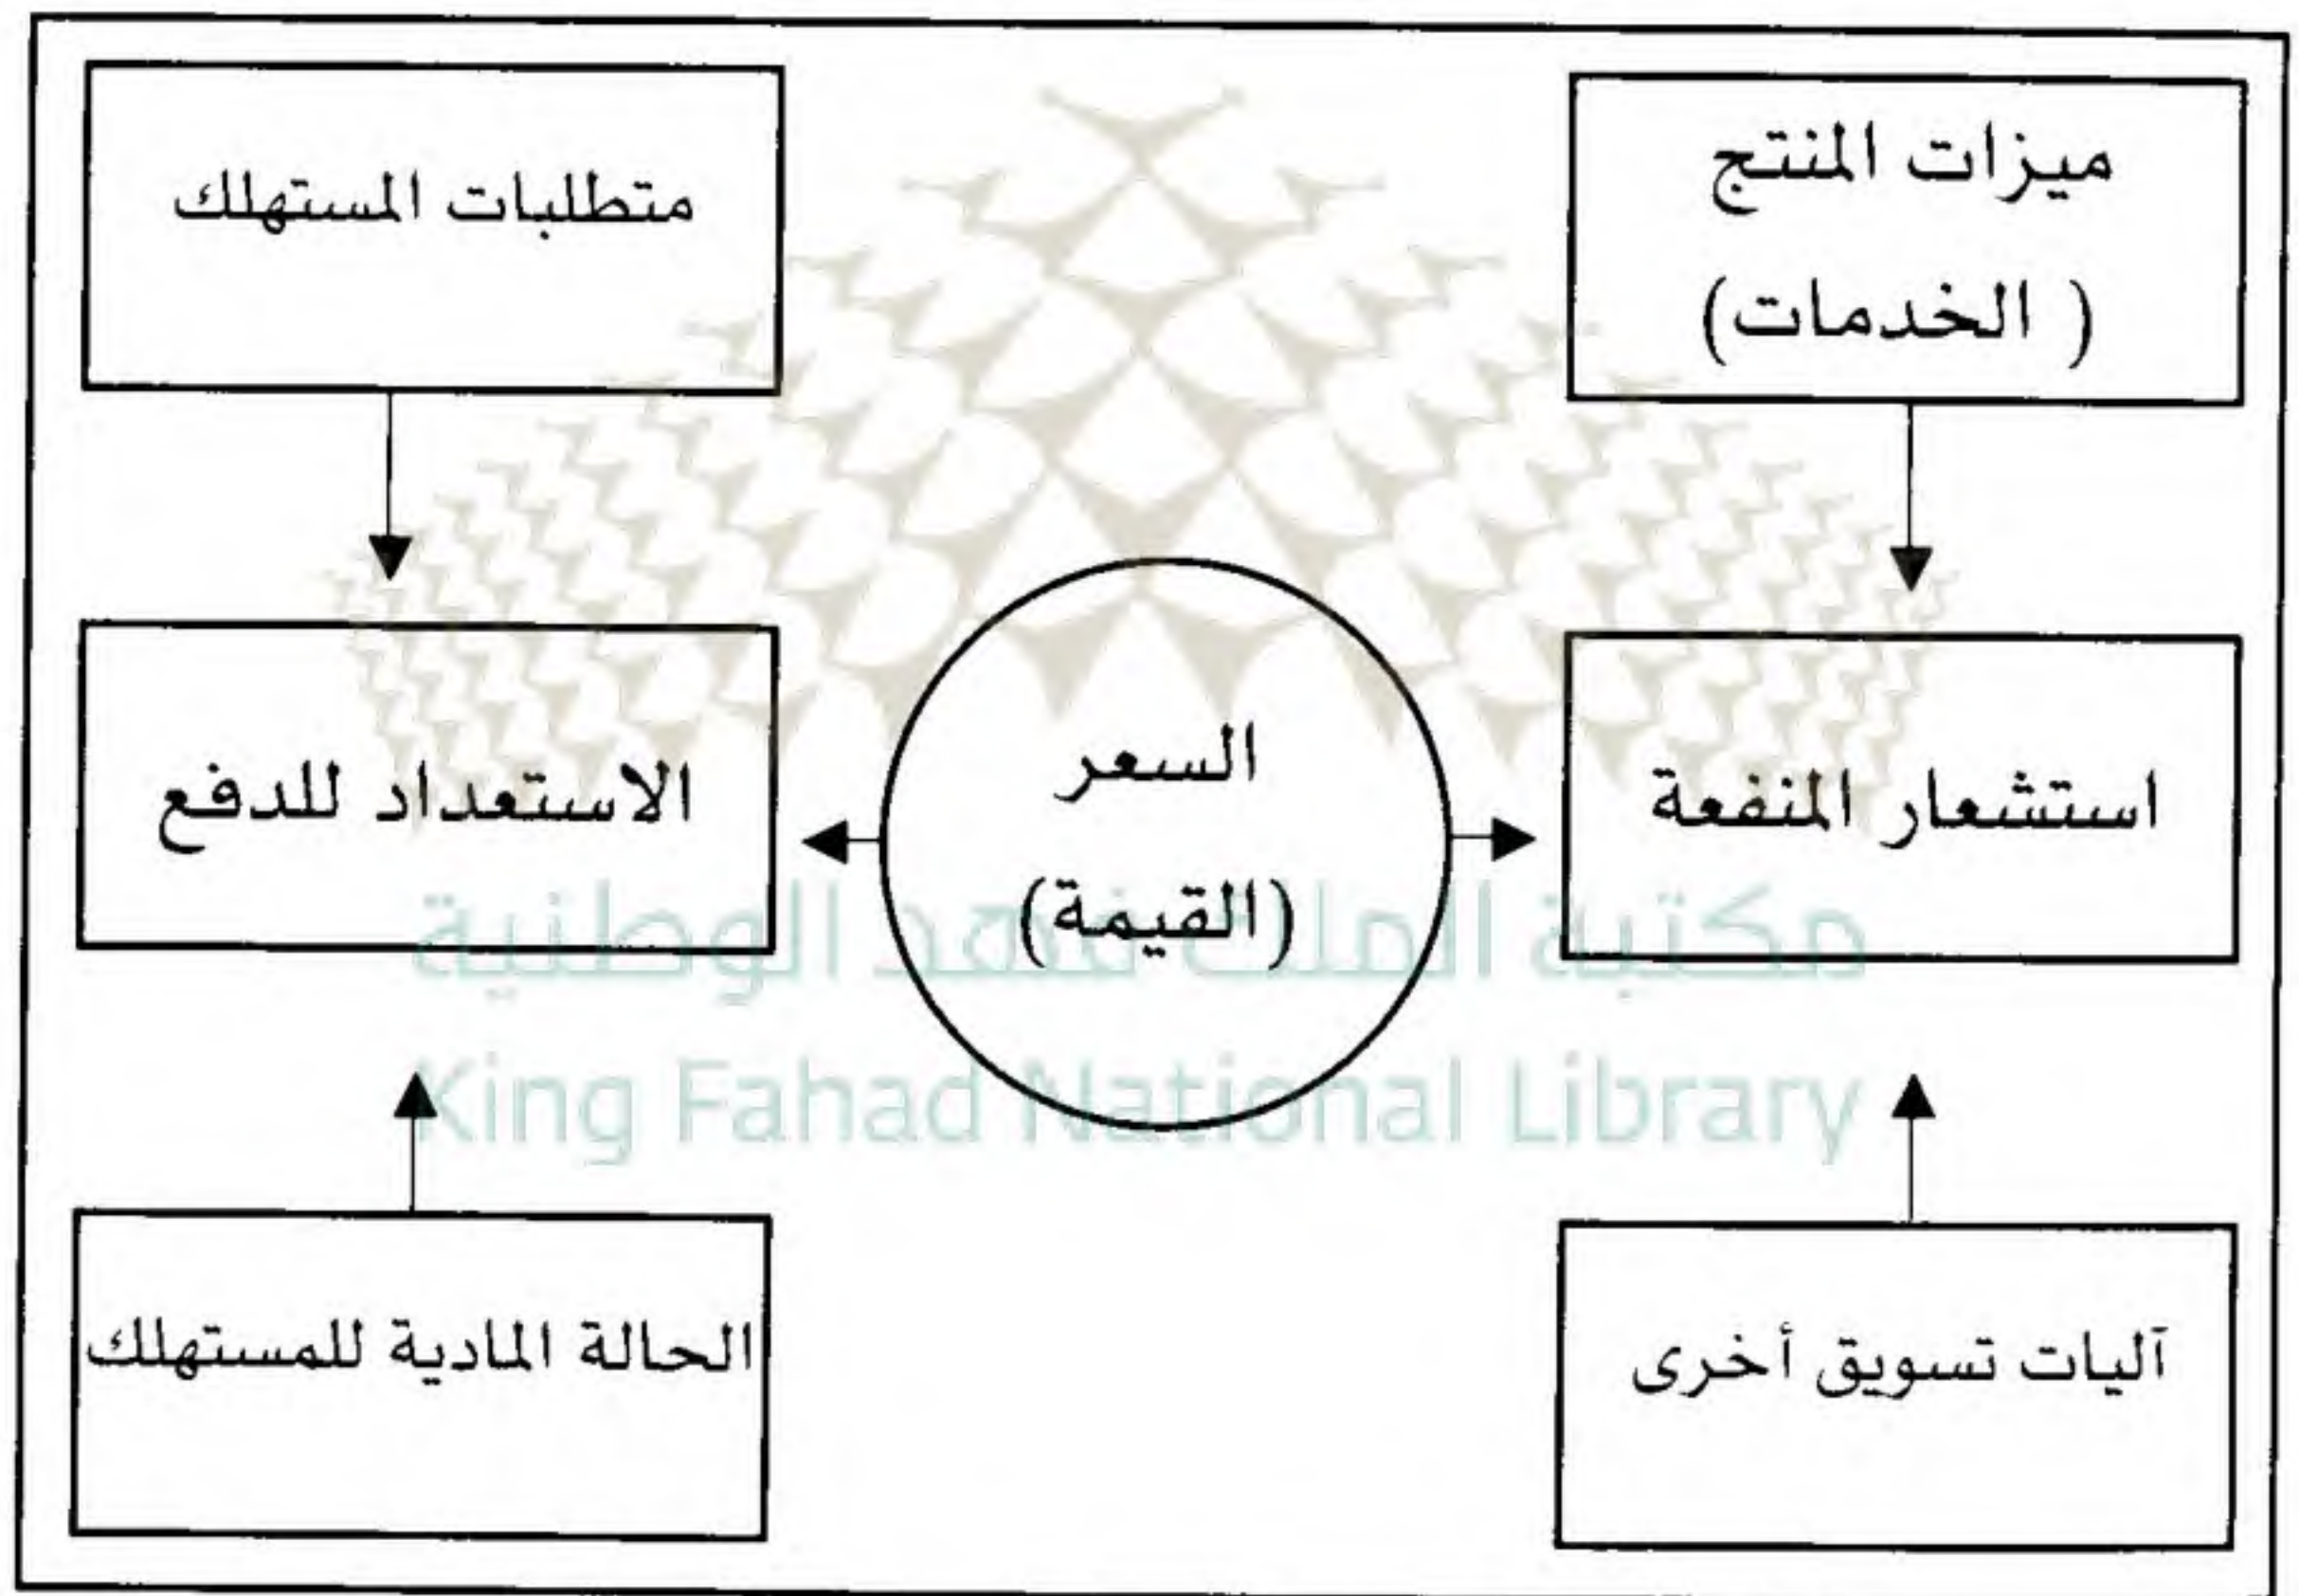 ميزات المنتج
( الخدمات)
متطلبات المستهلك
استشعار المنفعة
السعر
(القيمة)
الاستعداد للدفع
مكتبة الملك فهد الوطنية
King Fahad National Library
آليات تسويق أخرى
الحالة المادية للمستهلك